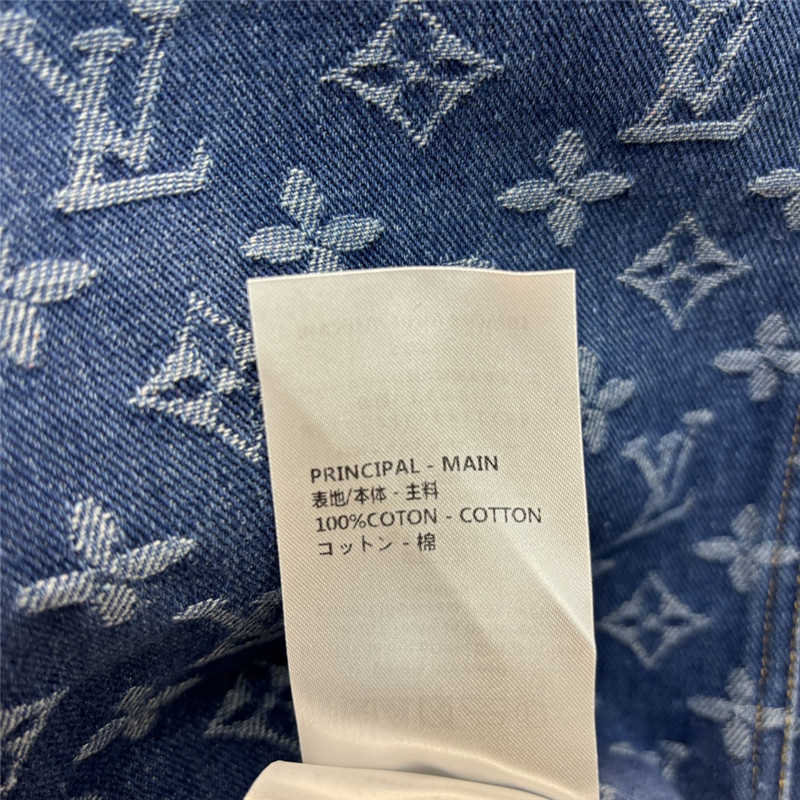 PRINCIPAL - MAIN
表地/本体 - 主料
100%COTON - COTTON
コットン - 棉